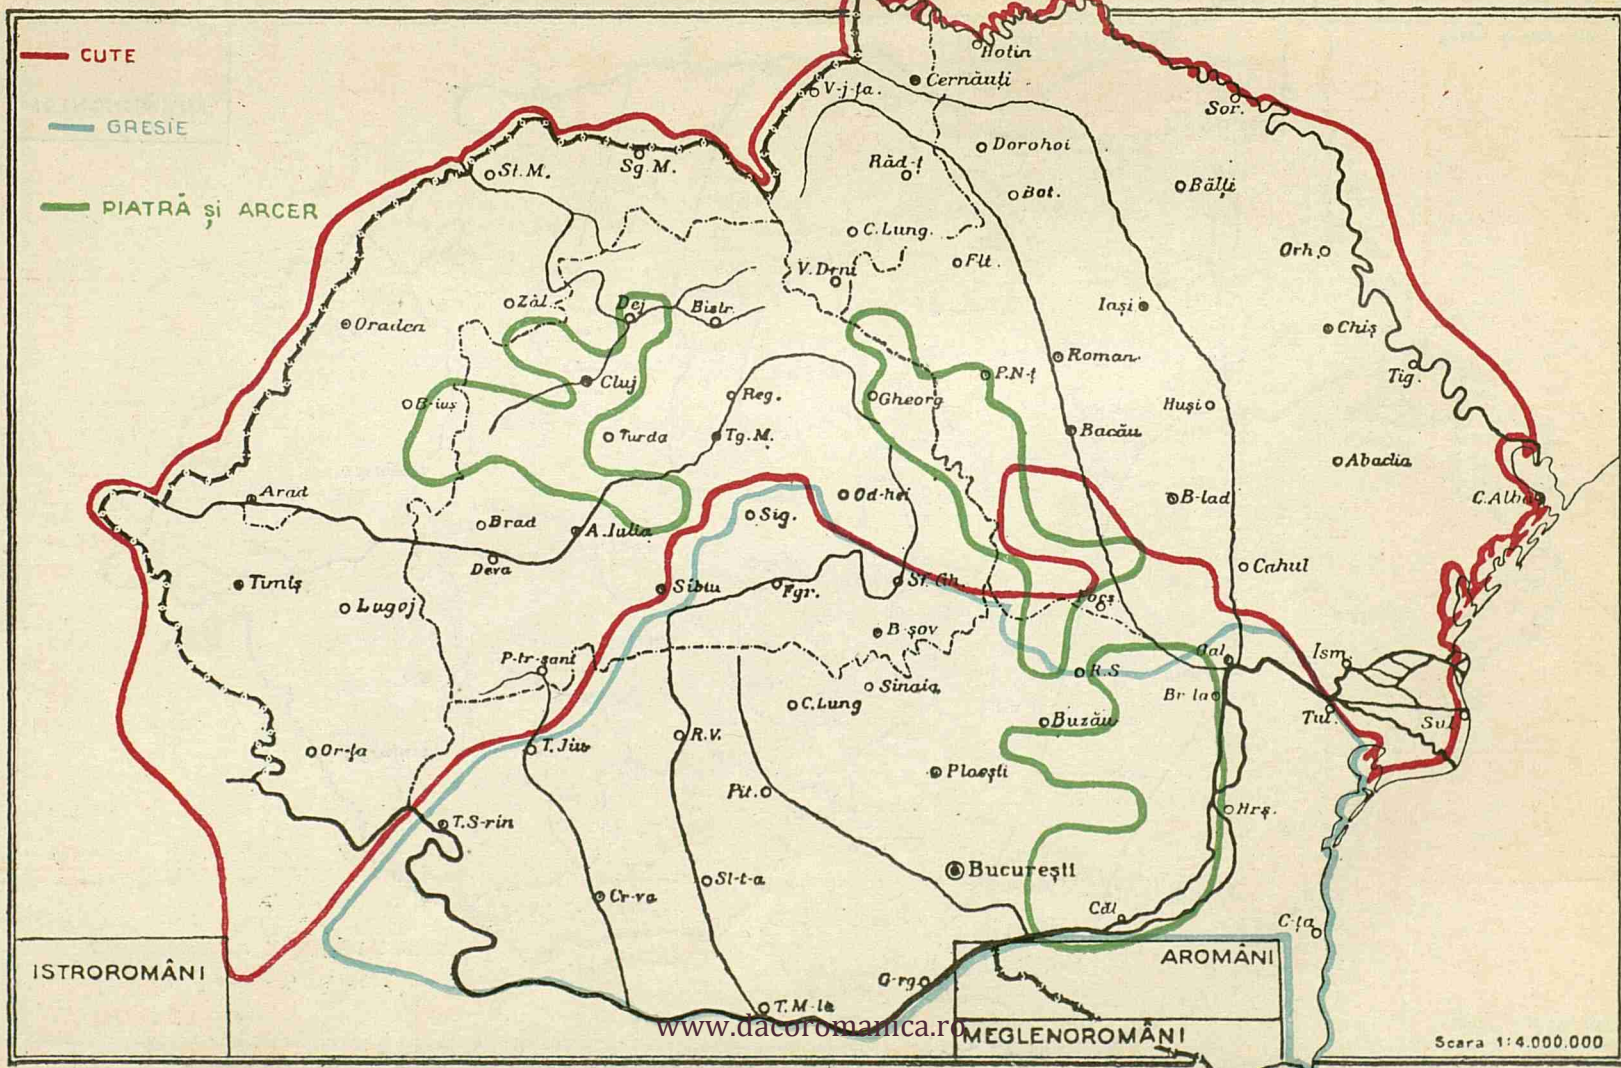 CUTE
GRESIE
PIATRĂ și ARCER
Hotin
Cernăuți
V-j-ța.
Sor.
St. M.
Sg. M.
Răd-ț
Dorohoi
Bot.
Bălți
C. Lung.
Flt.
Orh.
V. Drni
Zăl.
Dej
Bistr.
Oradea
Iași
Chiș
Cluj
Roman
P. N-ț
Tig.
B-iuș
Reg.
Gheorg
Huși
Turda
Tg. M.
Bacău
Abaclia
Arad
Od-hei
B-lad
C. Alba
Brad
A. Iulia
Sig.
Deva
Timiș
Lugoj
Sibiu
Fgr.
Sf. Gh.
Focș
Cahul
B-șov
P-tr-șani
Gal.
Ism.
R. S
Sinaia
C. Lung
Br-la
Buzău
Tul.
Sul
Or-ța
T. Jiu
R. V.
Ploești
Pit.
Hrș.
T. S-rin
București
Cr-va
Sl-t-a
Căl
C-ța
ISTROROMÂNI
AROMÂNI
G-rg.
T. M-le
www.dacoromanica.ro
MEGLENOROMÂNI
Scara 1:4.000.000